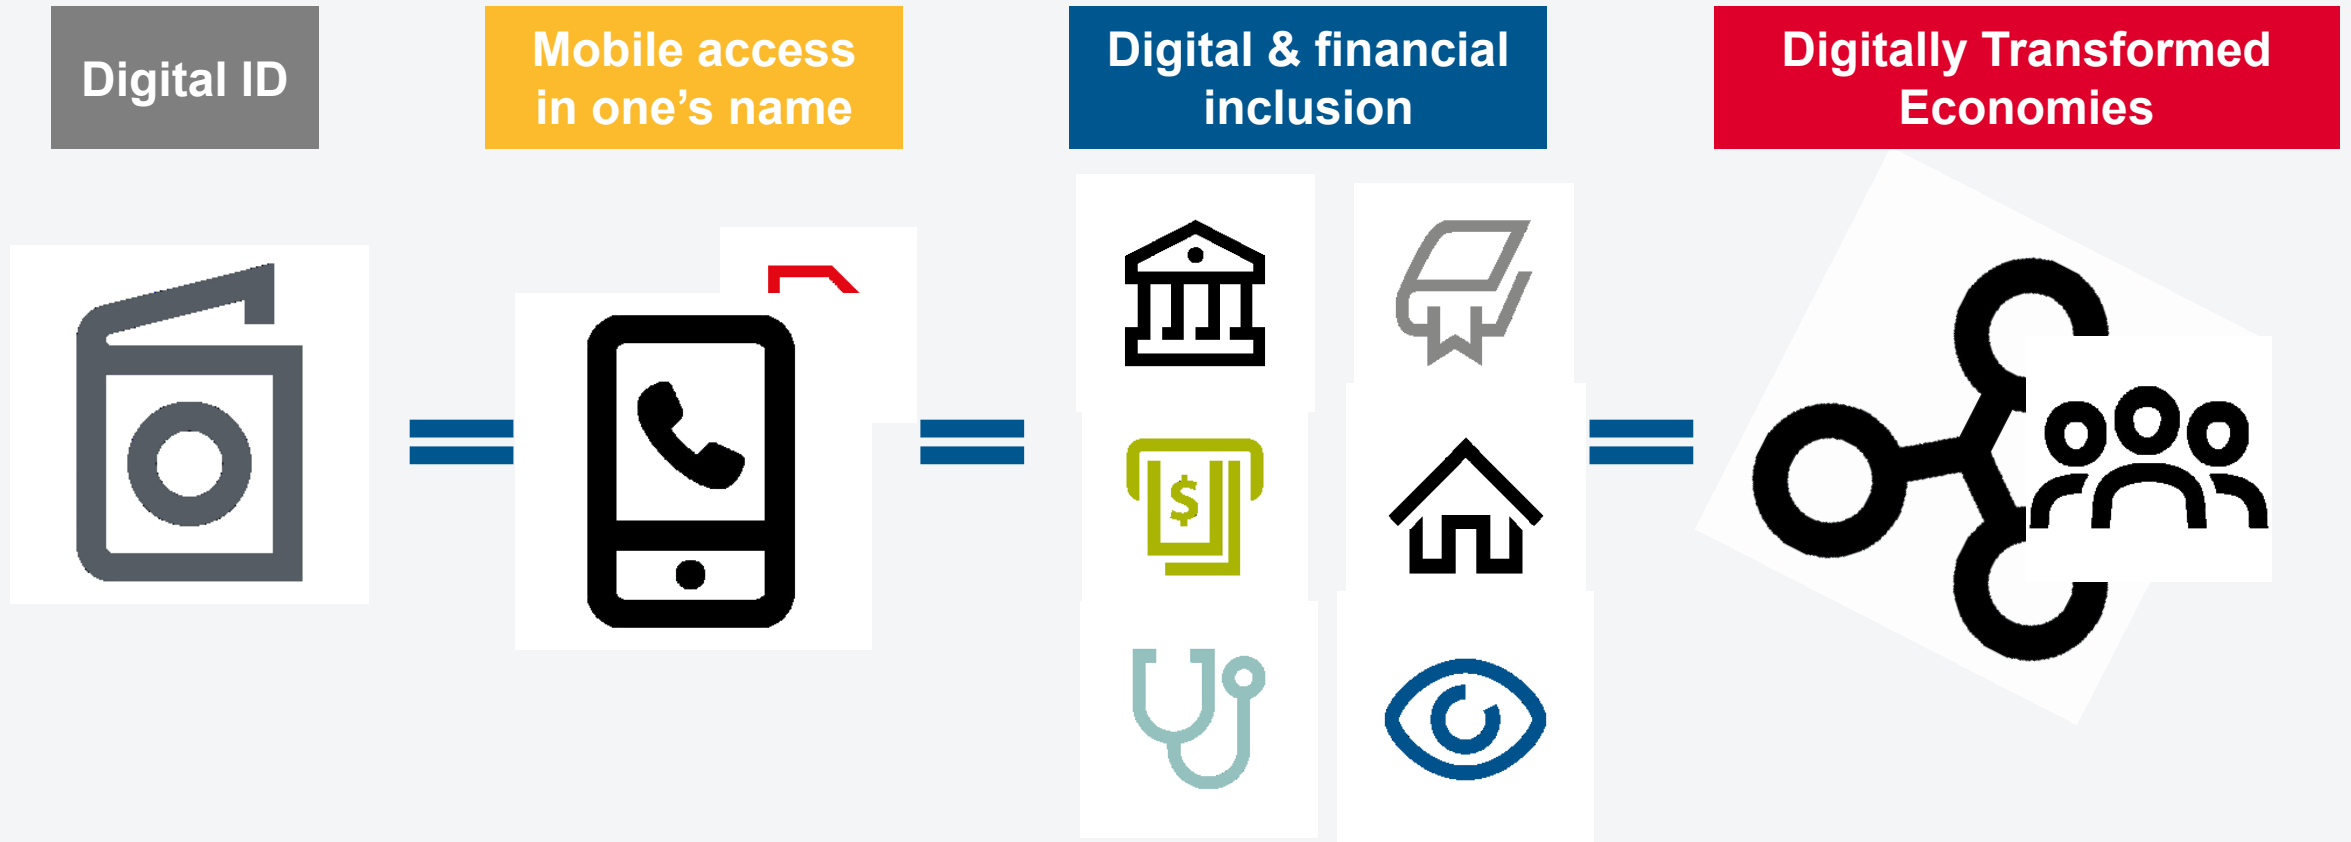 Digital ID
Mobile access
in one’s name
Digital & financial
inclusion
Digitally Transformed
Economies
$